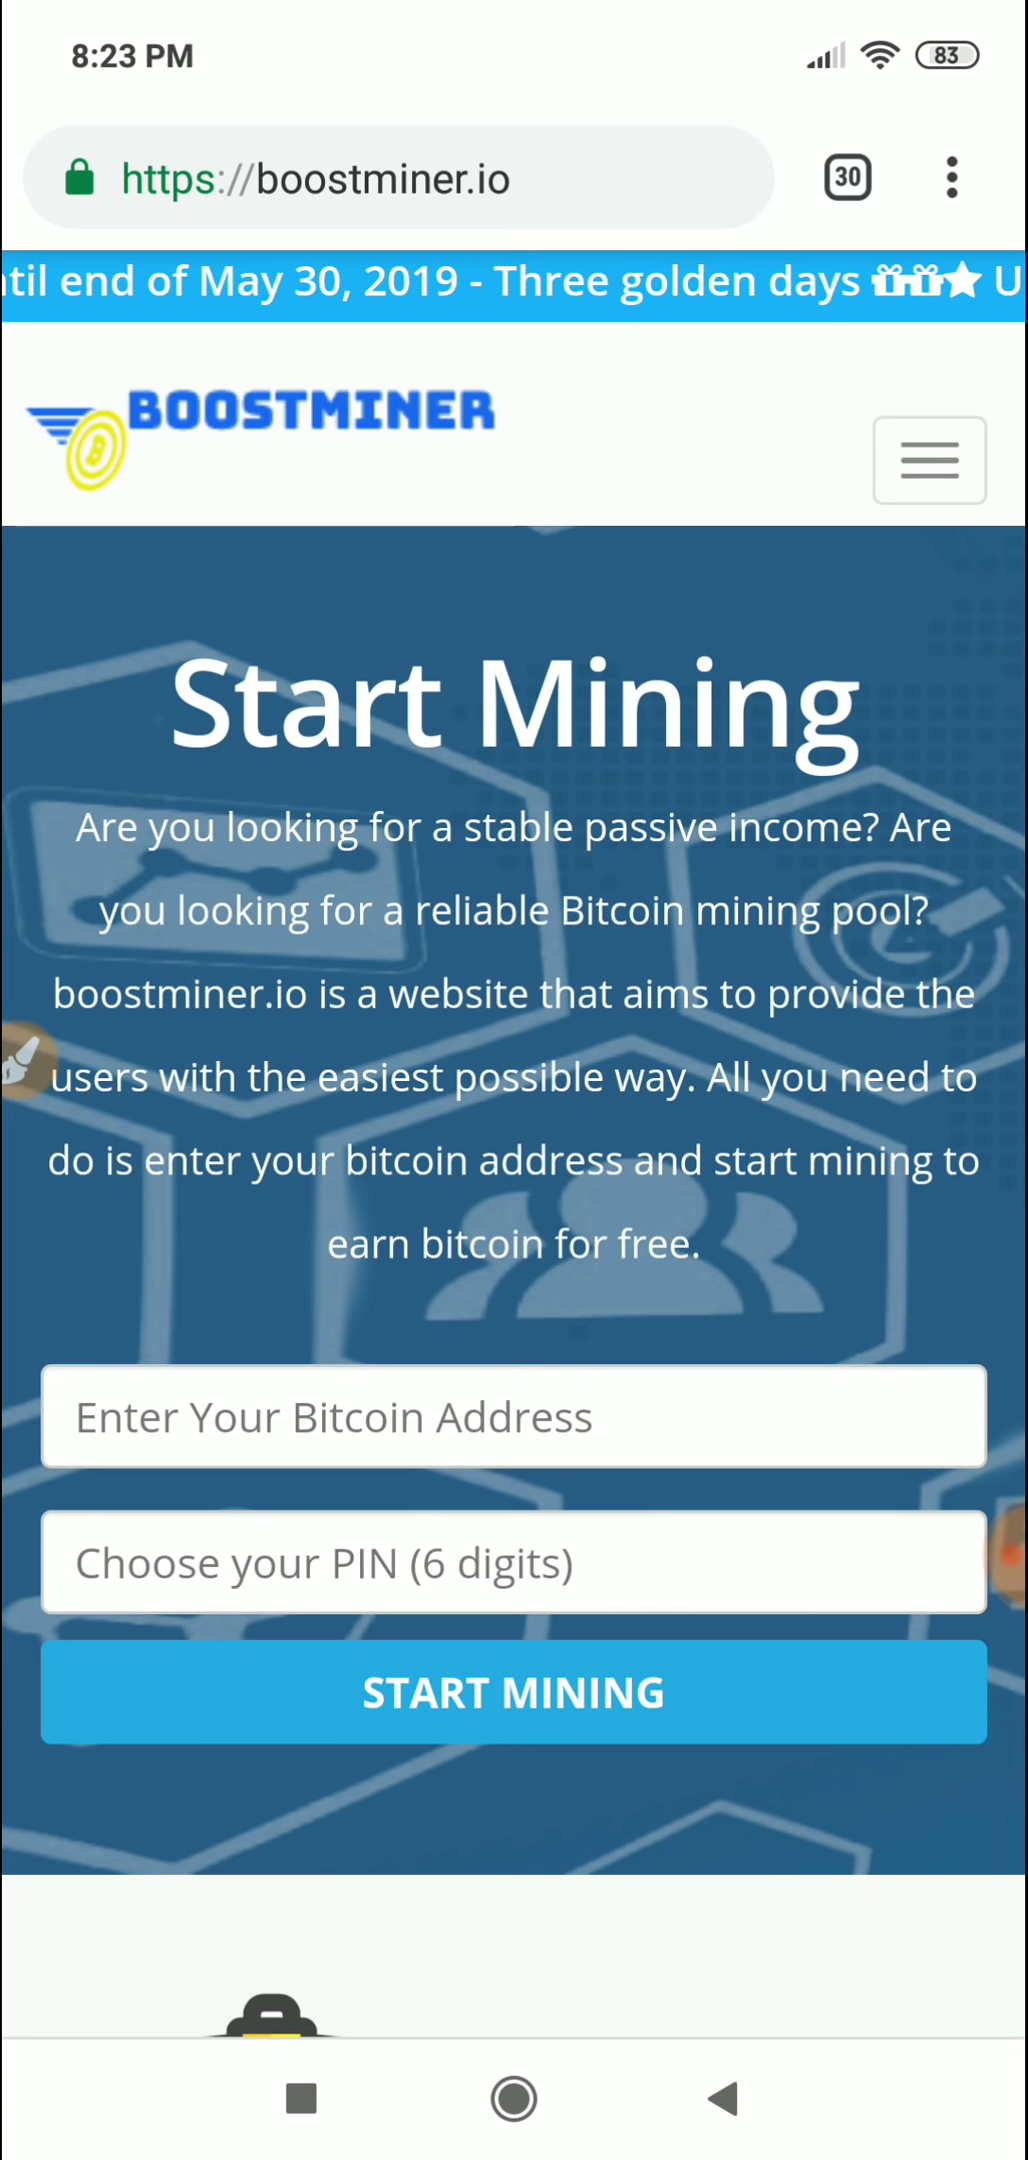 8:23 PM
83
https://boostminer.io
30
til end of May 30, 2019 - Three golden days 🎁🎁⭐ U
BOOSTMINER
Start Mining
Are you looking for a stable passive income? Are
you looking for a reliable Bitcoin mining pool?
boostminer.io is a website that aims to provide the
users with the easiest possible way. All you need to
do is enter your bitcoin address and start mining to
earn bitcoin for free.
Enter Your Bitcoin Address
Choose your PIN (6 digits)
START MINING